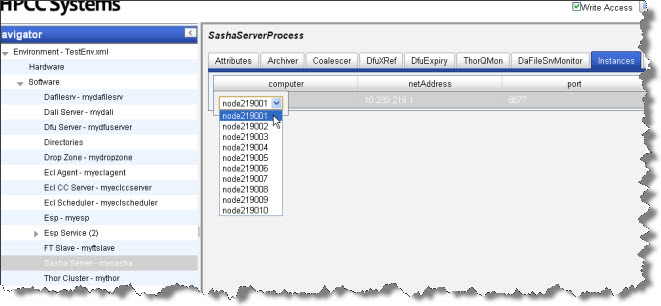 HPCC Systems
Write Access
avigator
Environment - TestEnv.xml
Hardware
Software
Dafilesrv - mydafilesrv
Dali Server - mydali
Dfu Server - mydfuserver
Directories
Drop Zone - mydropzone
Ecl Agent - myeclagent
Ecl CC Server - myeclccserver
Ecl Scheduler - myeclscheduler
Esp - myesp
Esp Service (2)
FT Slave - myftslave
Sasha Server - mysasha
Thor Cluster - mythor
SashaServerProcess
Attributes Archiver Coalescer DfuXRef DfuExpiry ThorQMon DaFileSrvMonitor Instances
computer netAddress port
node219001 10.239.219.1 8877
node219001
node219002
node219003
node219004
node219005
node219006
node219007
node219008
node219009
node219010